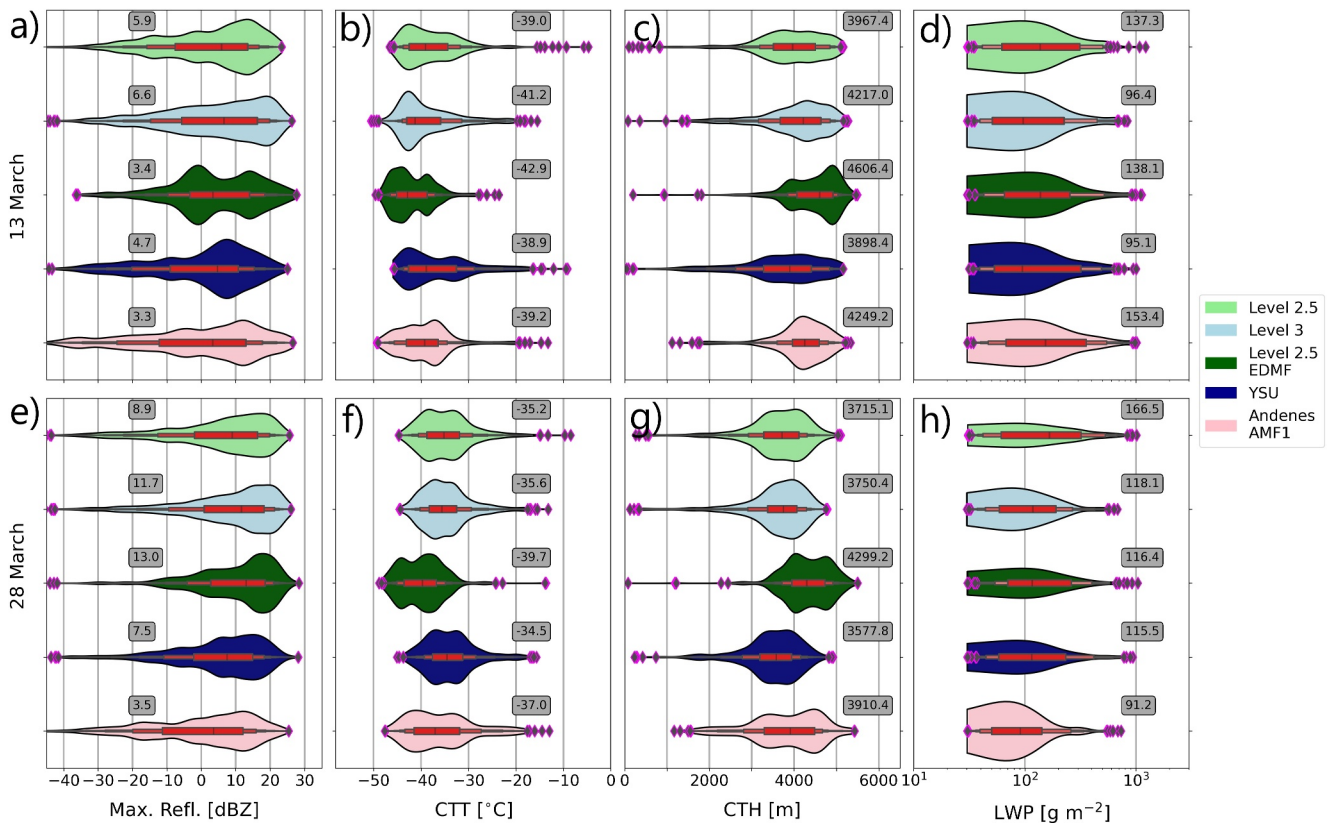 a)
b)
c)
d)
5.9
-39.0
3967.4
137.3
6.6
-41.2
4217.0
96.4
3.4
-42.9
4606.4
138.1
4.7
-38.9
3898.4
95.1
3.3
-39.2
4249.2
153.4
13 March
Level 2.5
Level 3
Level 2.5
EDMF
YSU
Andenes
AMF1
e)
f)
g)
h)
8.9
-35.2
3715.1
166.5
11.7
-35.6
3750.4
118.1
13.0
-39.7
4299.2
116.4
7.5
-34.5
3577.8
115.5
3.5
-37.0
3910.4
91.2
28 March
−40 −30 −20 −10 0 10 20 30
−50 −40 −30 −20 −10 0
0 2000 4000 6000
10¹ 10² 10³
Max. Refl. [dBZ]
CTT [°C]
CTH [m]
LWP [g m⁻²]